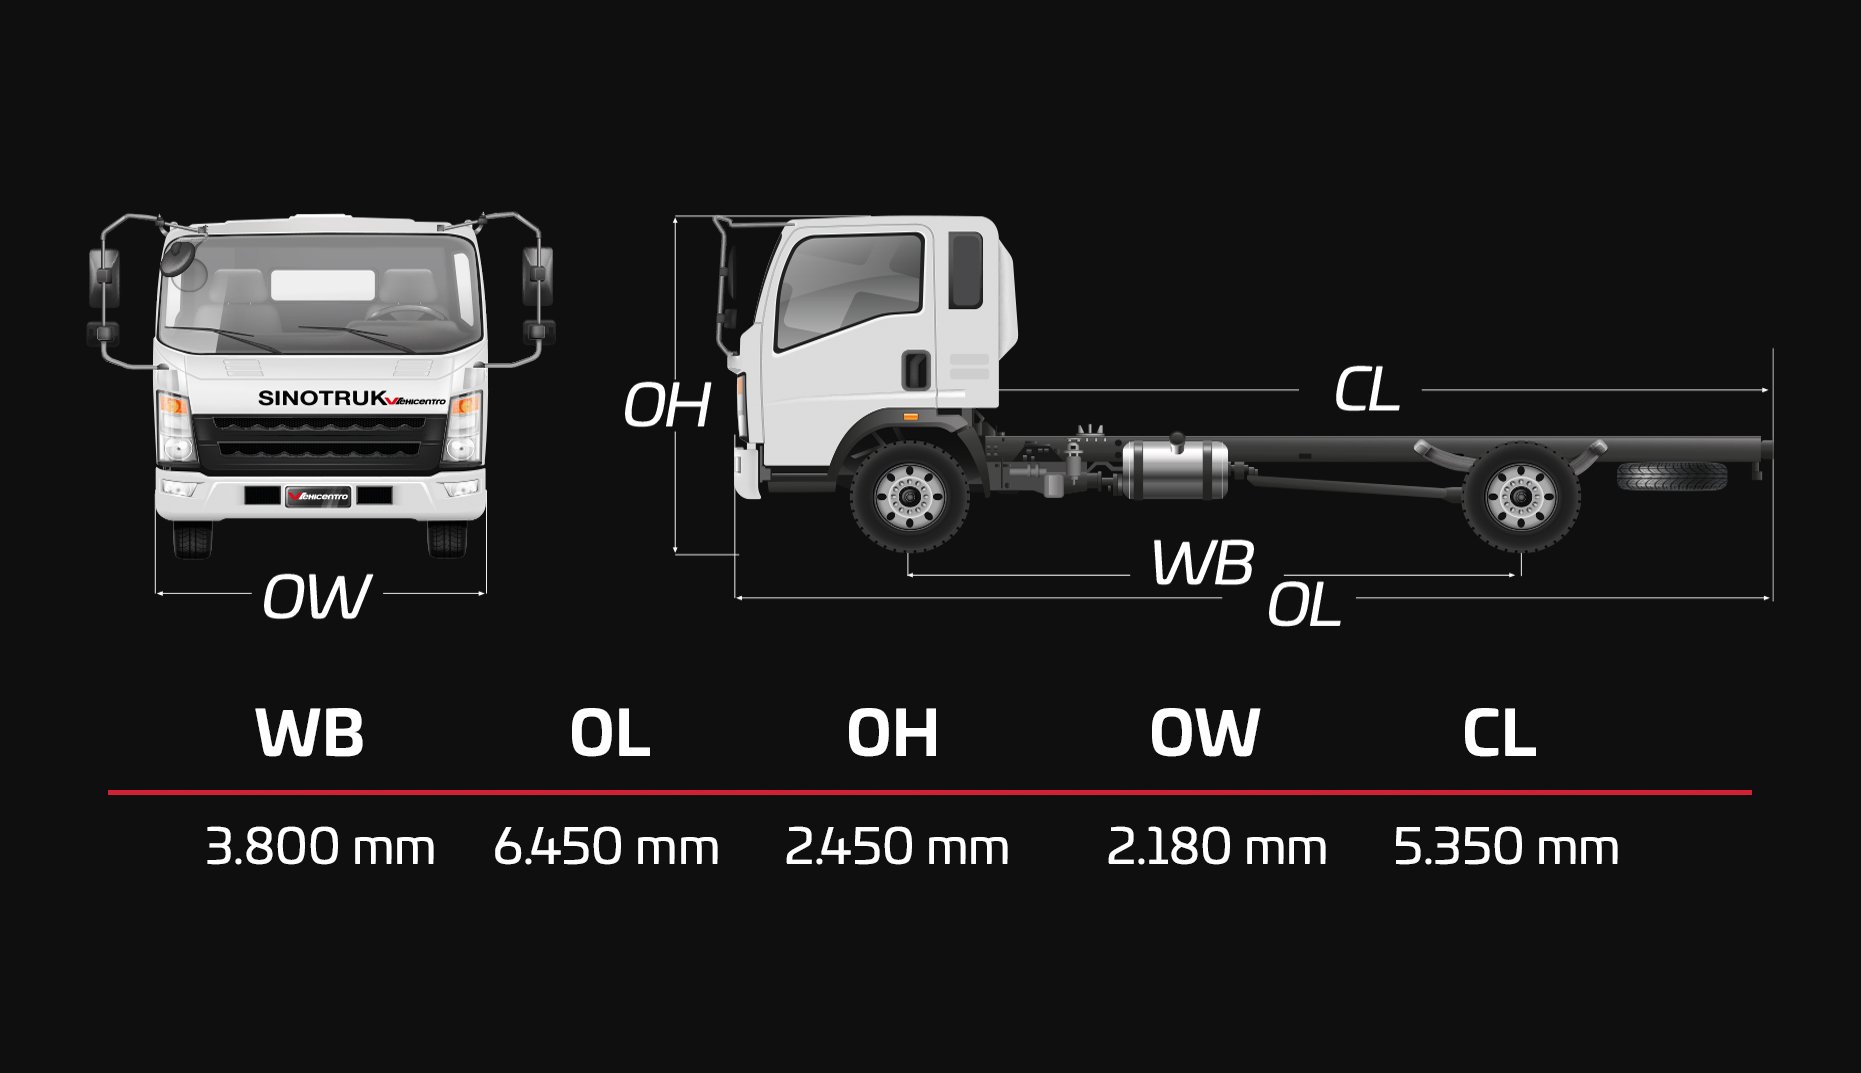 SINOTRUK Vehicentro
Vehicentro
OW
OH
CL
WB
OL
WB OL OH OW CL
3.800 mm 6.450 mm 2.450 mm 2.180 mm 5.350 mm